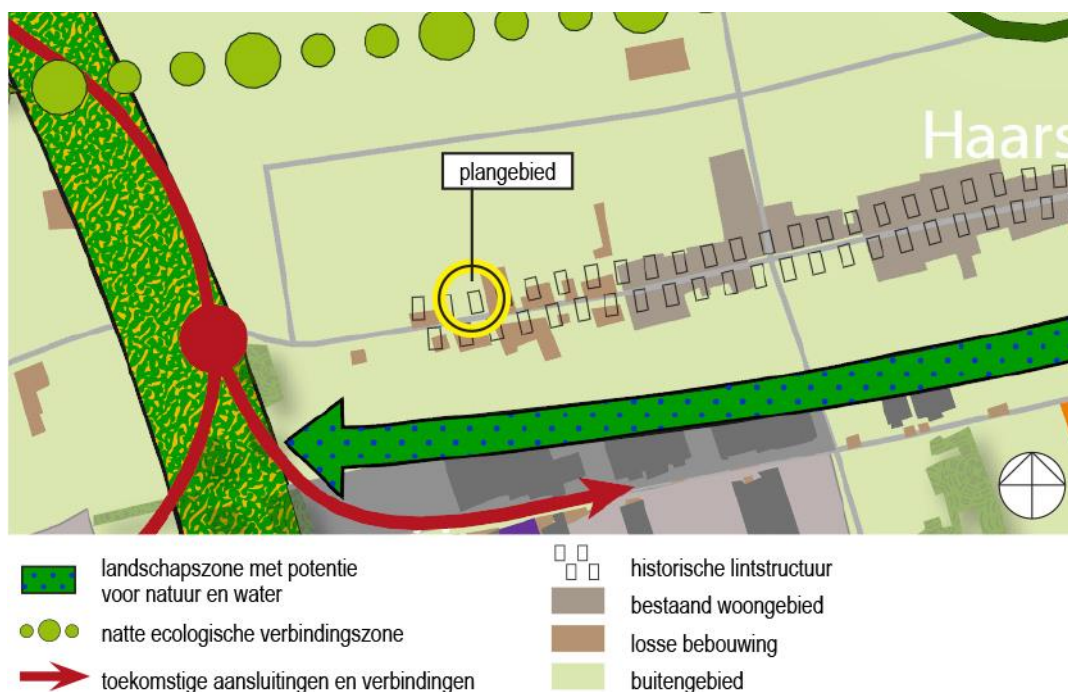 Haars
plangebied
landschapszone met potentie
voor natuur en water
natte ecologische verbindingszone
toekomstige aansluitingen en verbindingen
historische lintstructuur
bestaand woongebied
losse bebouwing
buitengebied